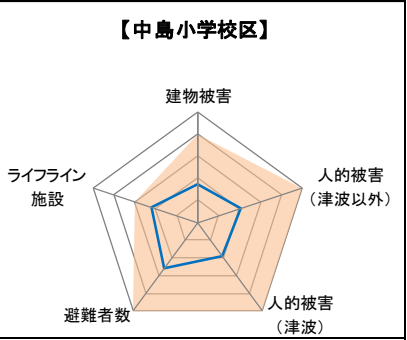 【中島小学校区】
建物被害
人的被害
（津波以外）
人的被害
（津波）
避難者数
ライフライン
施設